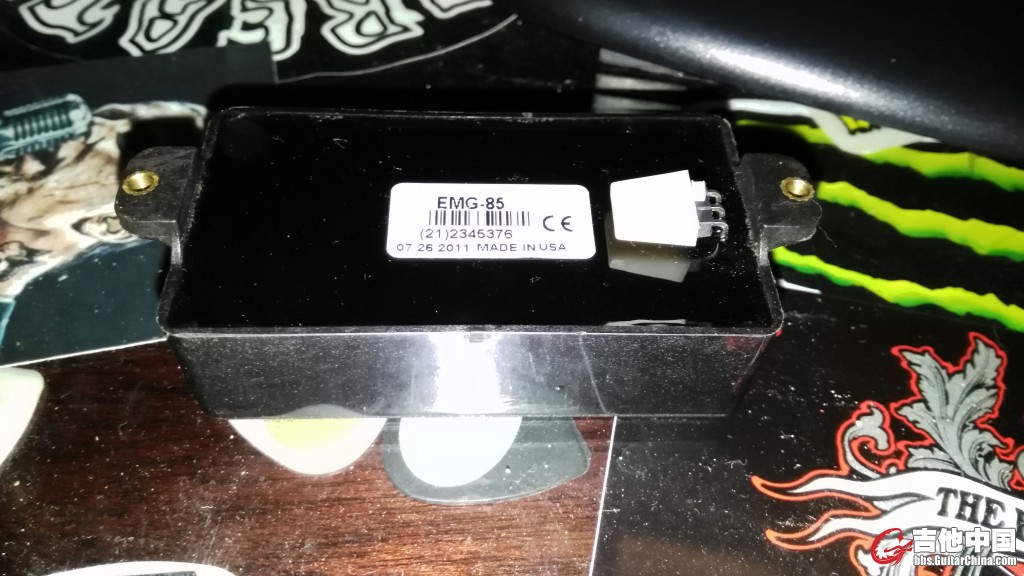 EMG-85
(21)2345376
07 26 2011 MADE IN USA
CE
THE
吉他中国
bbs.GuitarChina.com